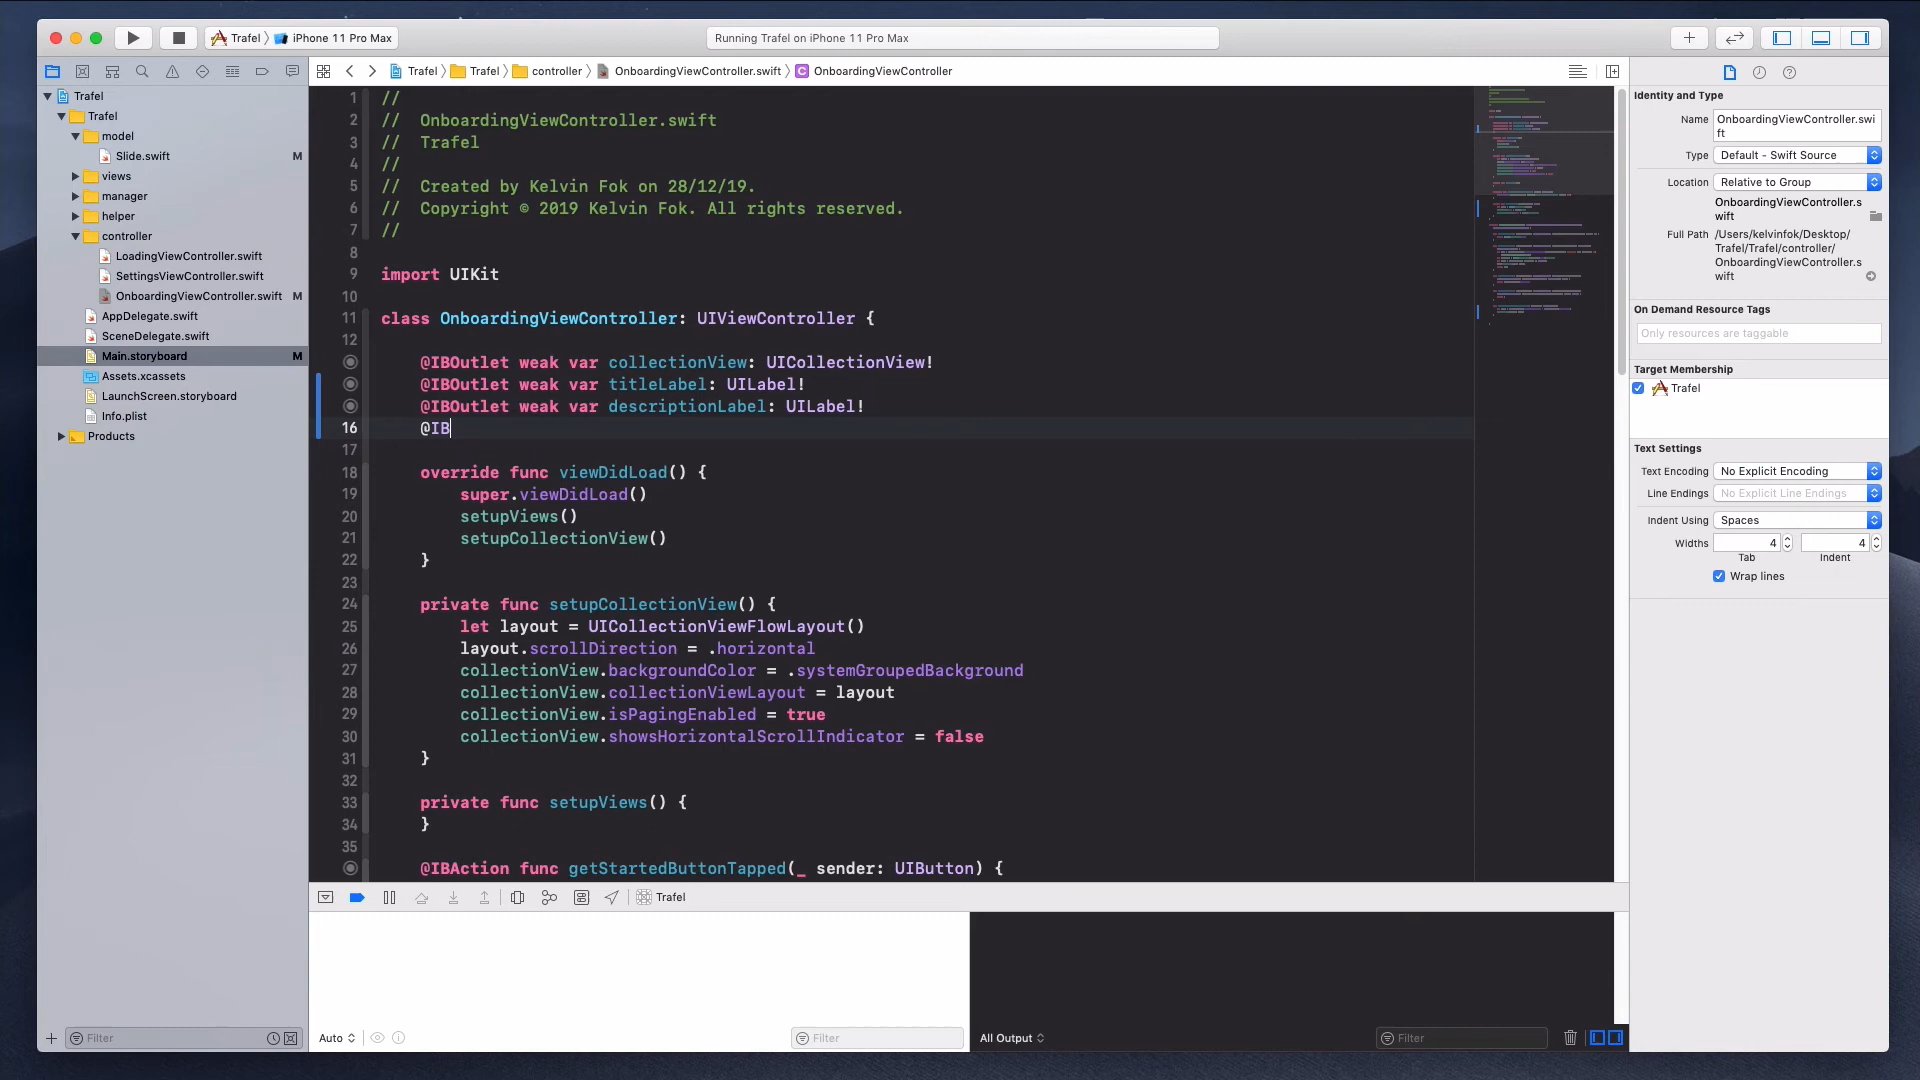 Trafel
iPhone 11 Pro Max
Running Trafel on iPhone 11 Pro Max
Trafel
Trafel
controller
OnboardingViewController.swift
OnboardingViewController
Trafel
Trafel
model
Slide.swift
M
views
manager
helper
controller
LoadingViewController.swift
SettingsViewController.swift
OnboardingViewController.swift
M
AppDelegate.swift
SceneDelegate.swift
Main.storyboard
M
Assets.xcassets
LaunchScreen.storyboard
Info.plist
Products
Filter
1 //
2 // OnboardingViewController.swift
3 // Trafel
4 //
5 // Created by Kelvin Fok on 28/12/19.
6 // Copyright © 2019 Kelvin Fok. All rights reserved.
7 //
8
9 import UIKit
10
11 class OnboardingViewController: UIViewController {
12
@IBOutlet weak var collectionView: UICollectionView!
@IBOutlet weak var titleLabel: UILabel!
@IBOutlet weak var descriptionLabel: UILabel!
16 @IB
17
18 override func viewDidLoad() {
19 super.viewDidLoad()
20 setupViews()
21 setupCollectionView()
22 }
23
24 private func setupCollectionView() {
25 let layout = UICollectionViewFlowLayout()
26 layout.scrollDirection = .horizontal
27 collectionView.backgroundColor = .systemGroupedBackground
28 collectionView.collectionViewLayout = layout
29 collectionView.isPagingEnabled = true
30 collectionView.showsHorizontalScrollIndicator = false
31 }
32
33 private func setupViews() {
34 }
35
@IBAction func getStartedButtonTapped(_ sender: UIButton) {
Trafel
Auto
Filter
All Output
Filter
Identity and Type
Name
OnboardingViewController.swi
ft
Type
Default - Swift Source
Location
Relative to Group
OnboardingViewController.s
wift
Full Path
/Users/kelvinfok/Desktop/
Trafel/Trafel/controller/
OnboardingViewController.s
wift
On Demand Resource Tags
Only resources are taggable
Target Membership
Trafel
Text Settings
Text Encoding
No Explicit Encoding
Line Endings
No Explicit Line Endings
Indent Using
Spaces
Widths
4
4
Tab
Indent
Wrap lines